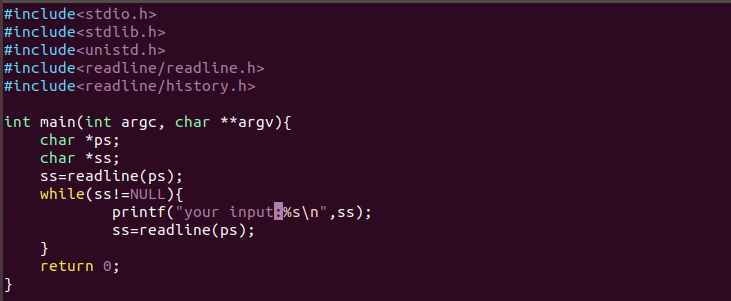 #include<stdio.h>
#include<stdlib.h>
#include<unistd.h>
#include<readline/readline.h>
#include<readline/history.h>

int main(int argc, char **argv){
    char *ps;
    char *ss;
    ss=readline(ps);
    while(ss!=NULL){
            printf("your input:%s\n",ss);
            ss=readline(ps);
    }
    return 0;
}